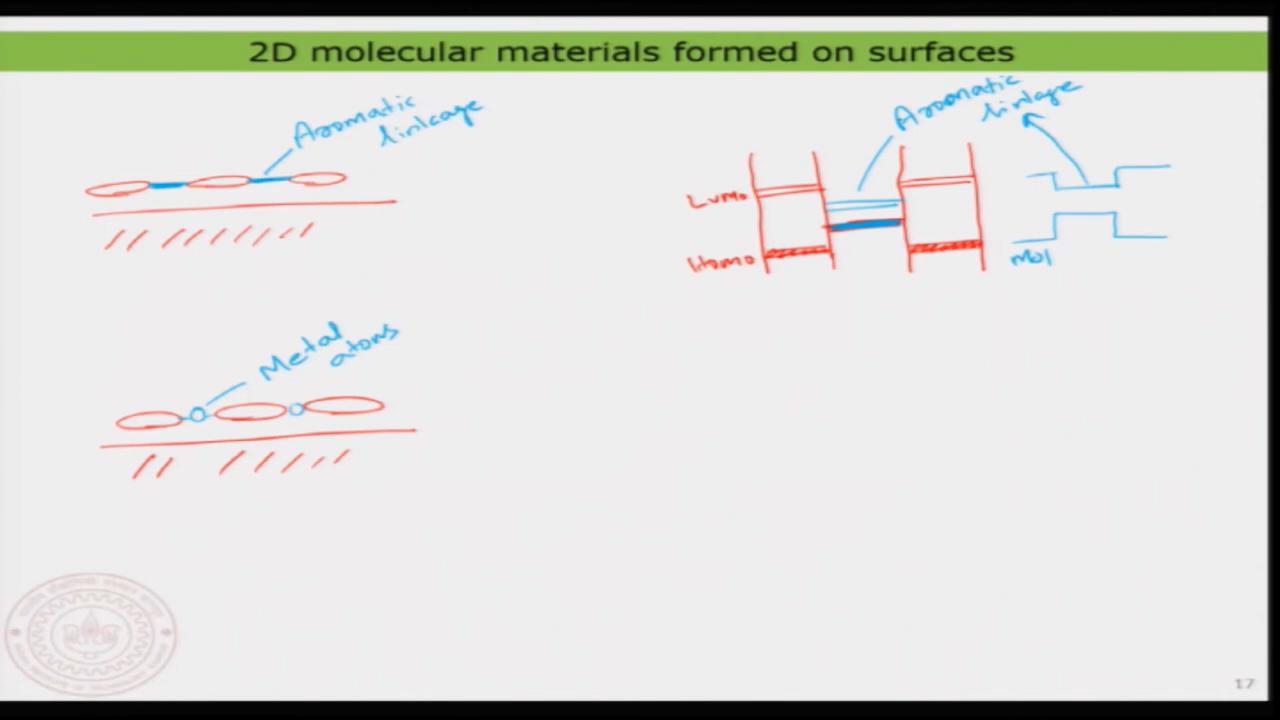 2D molecular materials formed on surfaces
Aromatic
linkage
Aromatic
linkage
LUMO
HOMO
Mol
Metal
atoms
17